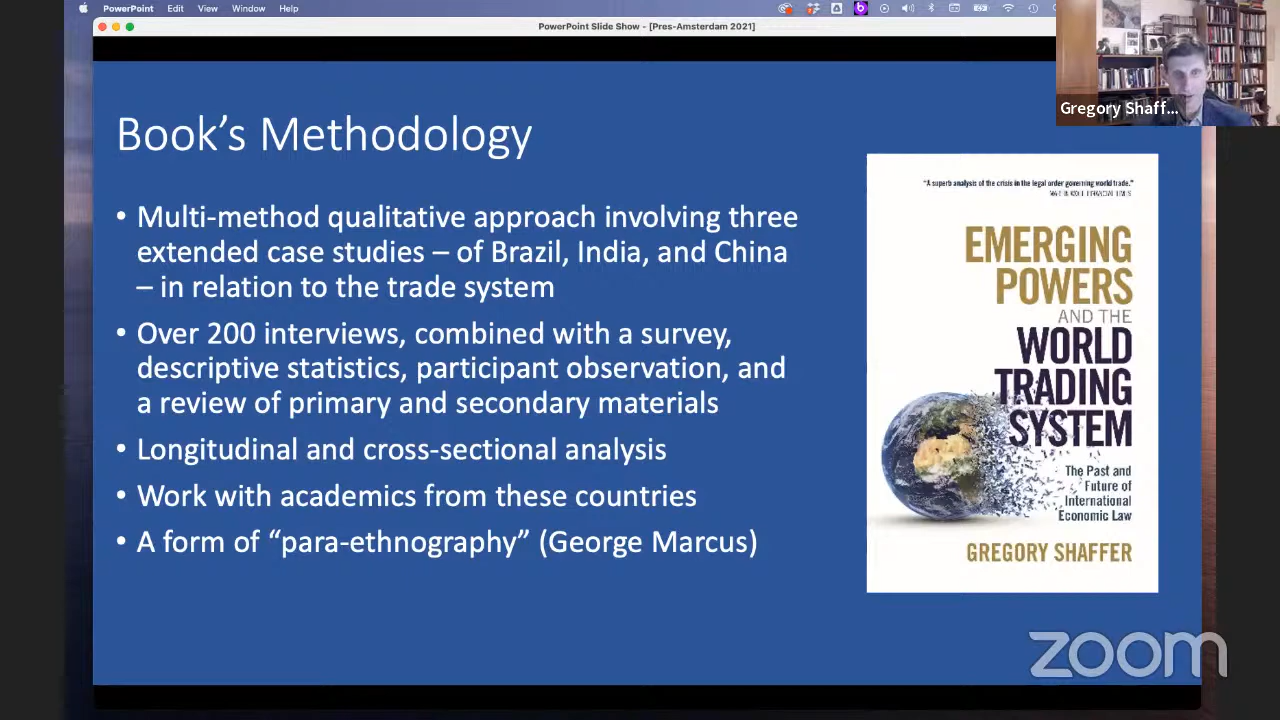 PowerPoint Edit View Window Help
PowerPoint Slide Show - [Pres-Amsterdam 2021]
Gregory Shaff...
Book's Methodology
• Multi-method qualitative approach involving three
extended case studies – of Brazil, India, and China
– in relation to the trade system
• Over 200 interviews, combined with a survey,
descriptive statistics, participant observation, and
a review of primary and secondary materials
• Longitudinal and cross-sectional analysis
• Work with academics from these countries
• A form of “para-ethnography” (George Marcus)
"A superb analysis of the crisis in the legal order governing world trade."
EMERGING
POWERS
AND THE
WORLD
TRADING
SYSTEM
The Past and
Future of
International
Economic Law
GREGORY SHAFFER
zoom